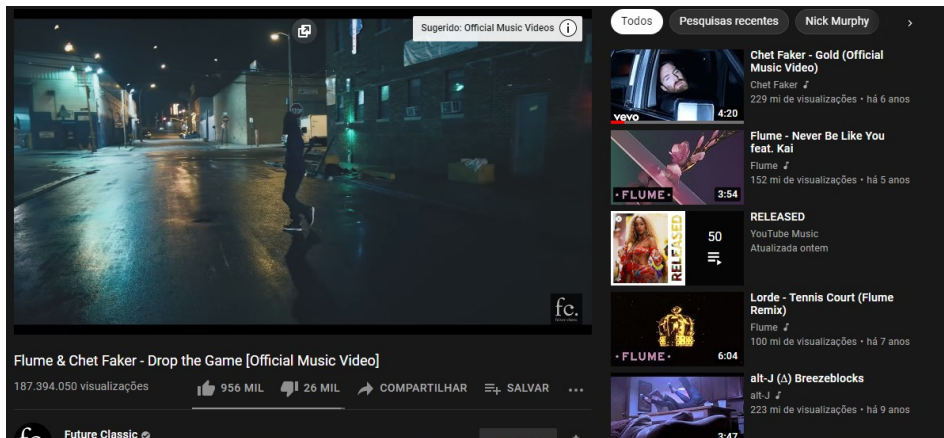 Sugerido: Official Music Videos
fc.
Flume & Chet Faker - Drop the Game [Official Music Video]
187.394.050 visualizações
956 MIL
26 MIL
COMPARTILHAR
SALVAR
fc.
Future Classic
Todos
Pesquisas recentes
Nick Murphy
vevo
4:20
Chet Faker - Gold (Official
Music Video)
Chet Faker
229 mi de visualizações • há 6 anos
• FLUME •
3:54
Flume - Never Be Like You
feat. Kai
Flume
152 mi de visualizações • há 5 anos
RELEASED
50
RELEASED
YouTube Music
Atualizada ontem
• FLUME •
6:04
Lorde - Tennis Court (Flume
Remix)
Flume
100 mi de visualizações • há 7 anos
3:47
alt-J (∆) Breezeblocks
alt-J
223 mi de visualizações • há 9 anos